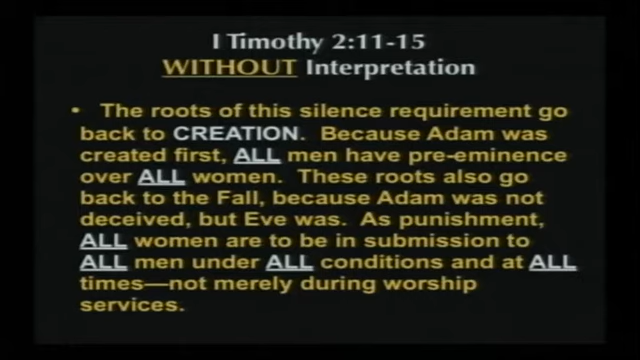 I Timothy 2:11-15
WITHOUT Interpretation
• The roots of this silence requirement go
back to CREATION. Because Adam was
created first, ALL men have pre-eminence
over ALL women. These roots also go
back to the Fall, because Adam was not
deceived, but Eve was. As punishment,
ALL women are to be in submission to
ALL men under ALL conditions and at ALL
times—not merely during worship
services.